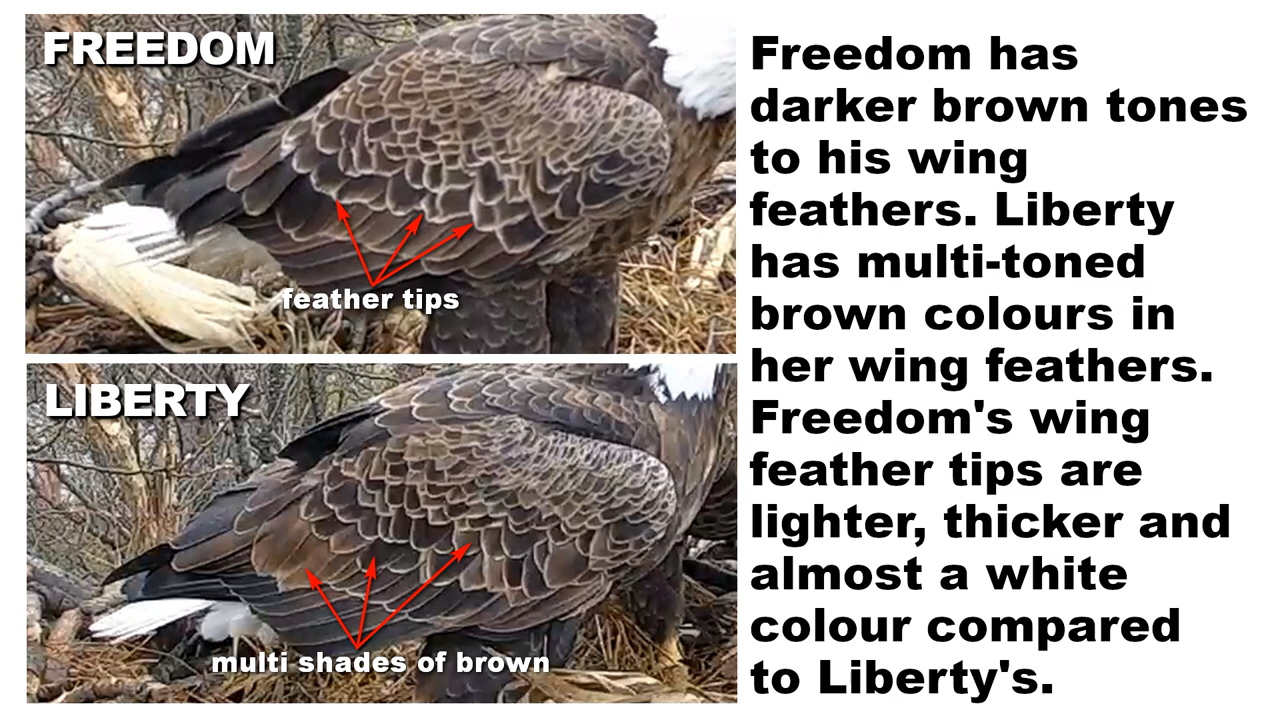 FREEDOM
feather tips
LIBERTY
multi shades of brown
Freedom has
darker brown tones
to his wing
feathers. Liberty
has multi-toned
brown colours in
her wing feathers.
Freedom's wing
feather tips are
lighter, thicker and
almost a white
colour compared
to Liberty's.